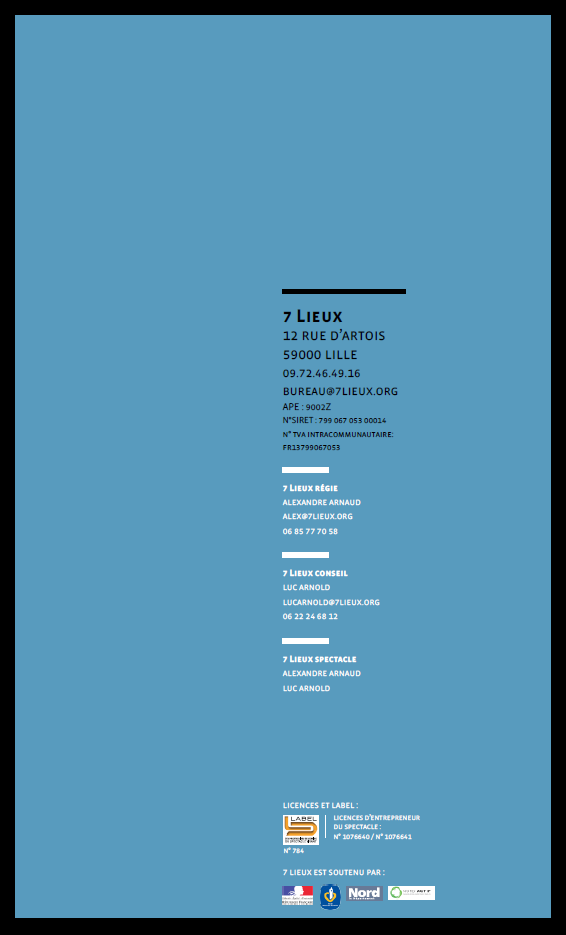 7 LIEUX
12 RUE D'ARTOIS
59000 LILLE
09.72.46.49.16
BUREAU@7LIEUX.ORG
APE : 9002Z
N°SIRET : 799 067 053 00014
N° TVA INTRACOMMUNAUTAIRE:
FR13799067053
7 LIEUX RÉGIE
ALEXANDRE ARNAUD
ALEX@7LIEUX.ORG
06 85 77 70 58
7 LIEUX CONSEIL
LUC ARNOLD
LUCARNOLD@7LIEUX.ORG
06 22 24 68 12
7 LIEUX SPECTACLE
ALEXANDRE ARNAUD
LUC ARNOLD
LICENCES ET LABEL :
LABEL
LICENCES D'ENTREPRENEUR
DU SPECTACLE :
N° 1076640 / N° 1076641
N° 784
7 LIEUX EST SOUTENU PAR :
Nord